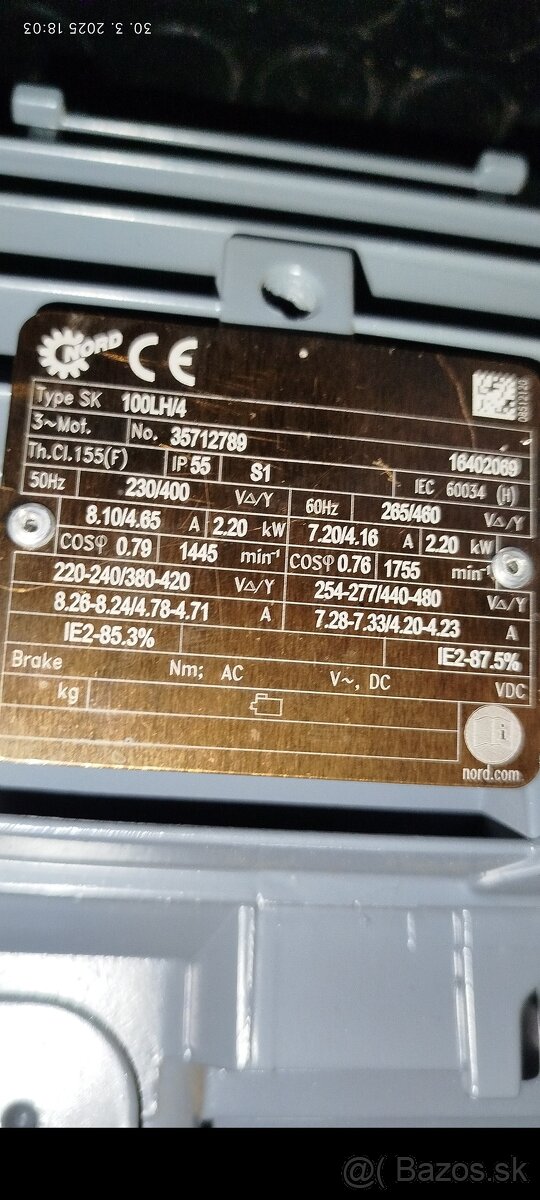 30. 3. 2025 18:03
NORD CE
02512120
Type SK 100LH/4
3~Mot. No. 35712789 16402069
Th.Cl.155(F) IP 55 S1 IEC 60034 (H)
50Hz 230/400 V△/Y 60Hz 265/460 V△/Y
8.10/4.65 A 2.20 kW 7.20/4.16 A 2.20 kW
COSφ 0.79 1445 min⁻¹ COSφ 0.76 1755 min⁻¹
220-240/380-420 V△/Y 254-277/440-480 V△/Y
8.26-8.24/4.78-4.71 A 7.28-7.33/4.20-4.23 A
IE2-85.3% IE2-87.5%
Brake Nm; AC V~, DC VDC
kg
i
nord.com
@( Bazos.sk